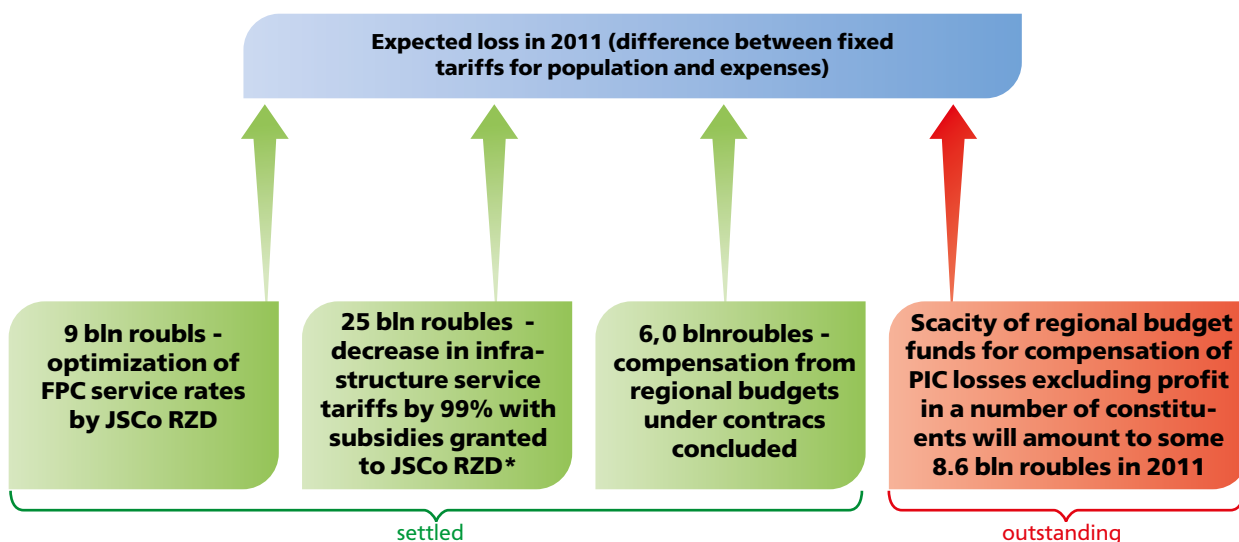 Expected loss in 2011 (difference between fixed
tariffs for population and expenses)
9 bln roubls -
optimization of
FPC service rates
by JSCo RZD
25 bln roubles -
decrease in infra-
structure service
tariffs by 99% with
subsidies granted
to JSCo RZD*
6,0 blnroubles -
compensation from
regional budgets
under contracs
concluded
Scacity of regional budget
funds for compensation of
PIC losses excluding profit
in a number of constitu-
ents will amount to some
8.6 bln roubles in 2011
settled
outstanding